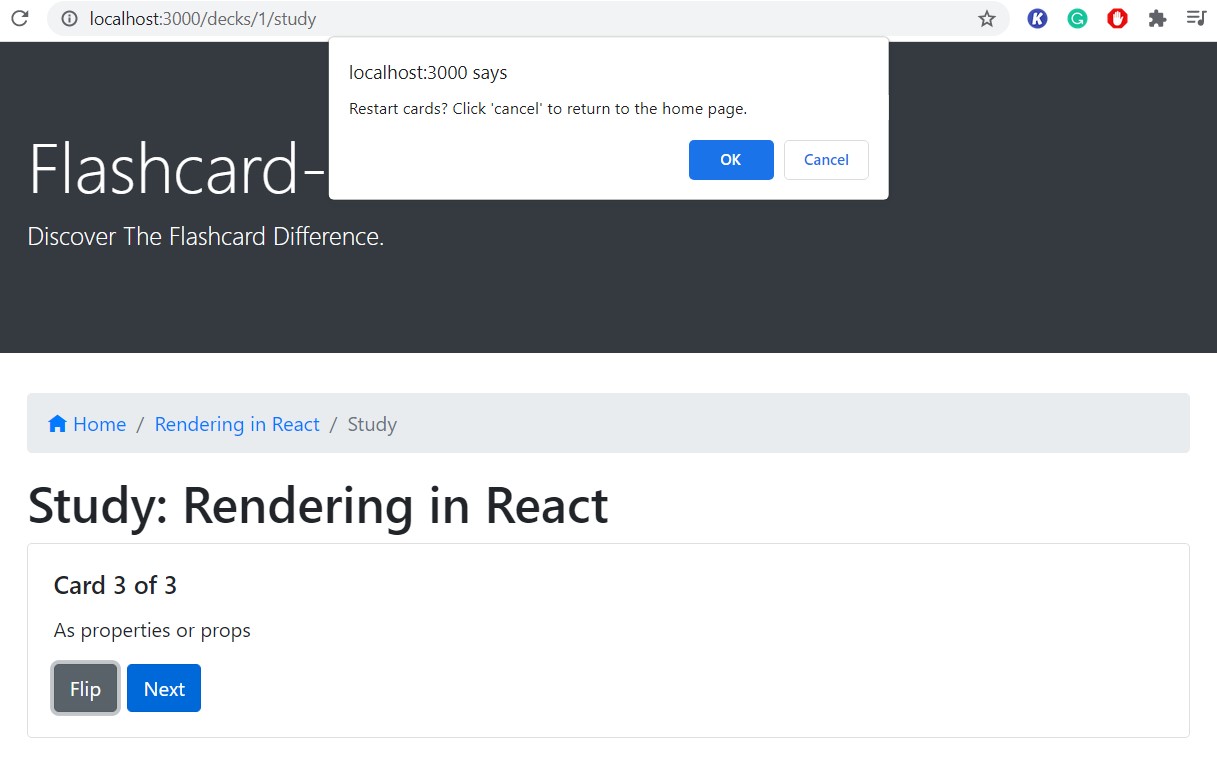 localhost:3000/decks/1/study
localhost:3000 says
Restart cards? Click 'cancel' to return to the home page.
OK Cancel
Flashcard-
Discover The Flashcard Difference.
Home / Rendering in React / Study
Study: Rendering in React
Card 3 of 3
As properties or props
Flip Next